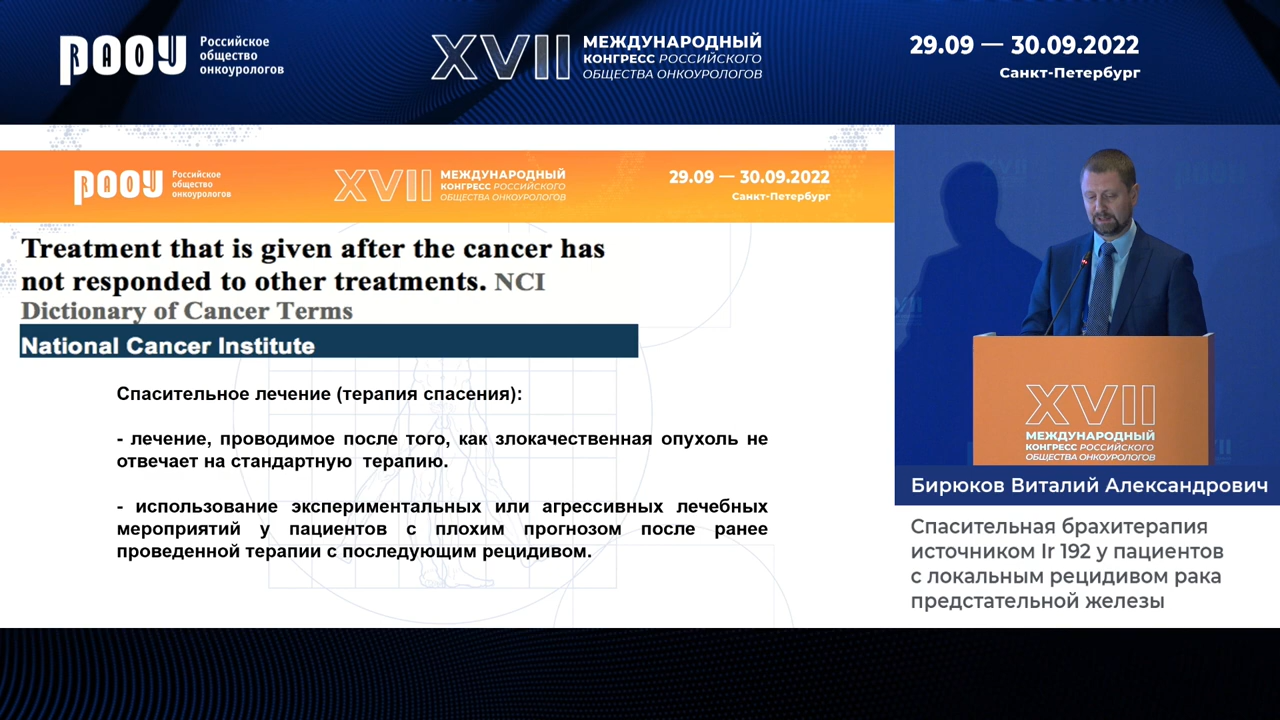 РАОУ
Российское
общество
онкоурологов
XVII
МЕЖДУНАРОДНЫЙ
КОНГРЕСС РОССИЙСКОГО
ОБЩЕСТВА ОНКОУРОЛОГОВ
29.09 — 30.09.2022
Санкт-Петербург
РАОУ
Российское
общество
онкоурологов
XVII
МЕЖДУНАРОДНЫЙ
КОНГРЕСС РОССИЙСКОГО
ОБЩЕСТВА ОНКОУРОЛОГОВ
29.09 — 30.09.2022
Санкт-Петербург
Treatment that is given after the cancer has
not responded to other treatments. NCI
Dictionary of Cancer Terms
National Cancer Institute
Спасительное лечение (терапия спасения):
- лечение, проводимое после того, как злокачественная опухоль не
отвечает на стандартную терапию.
- использование экспериментальных или агрессивных лечебных
мероприятий у пациентов с плохим прогнозом после ранее
проведенной терапии с последующим рецидивом.
XVII
МЕЖДУНАРОДНЫЙ
КОНГРЕСС РОССИЙСКОГО
ОБЩЕСТВА ОНКОУРОЛОГОВ
Бирюков Виталий Александрович
Спасительная брахитерапия
источником Ir 192 у пациентов
с локальным рецидивом рака
предстательной железы